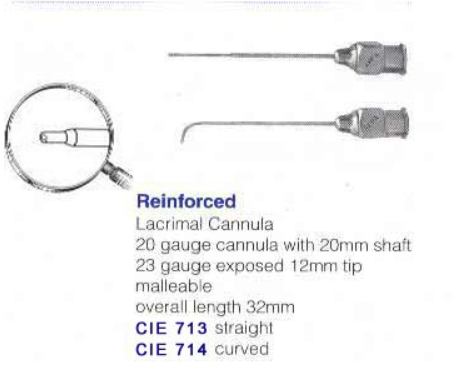 Reinforced
Lacrimal Cannula
20 gauge cannula with 20mm shaft
23 gauge exposed 12mm tip
malleable
overall length 32mm
CIE 713 straight
CIE 714 curved